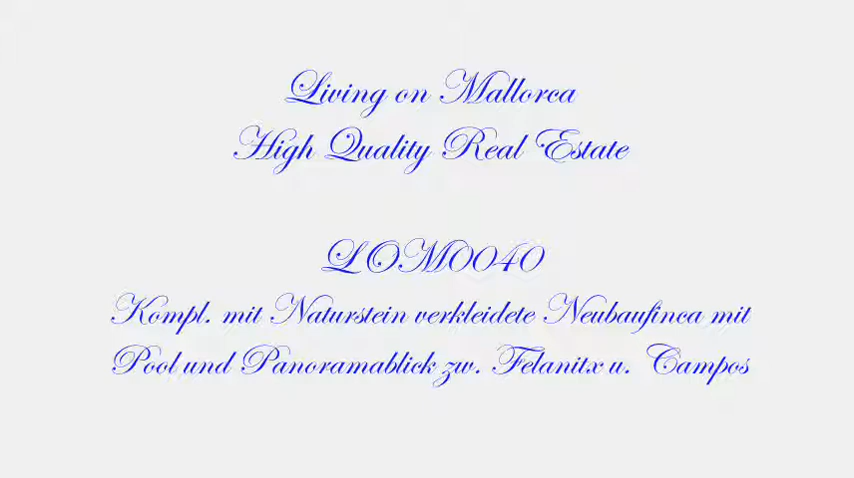 Living on Mallorca
High Quality Real Estate
LOM0040
Kompl. mit Naturstein verkleidete Neubaufinca mit
Pool und Panoramablick zw. Felanitx u. Campos